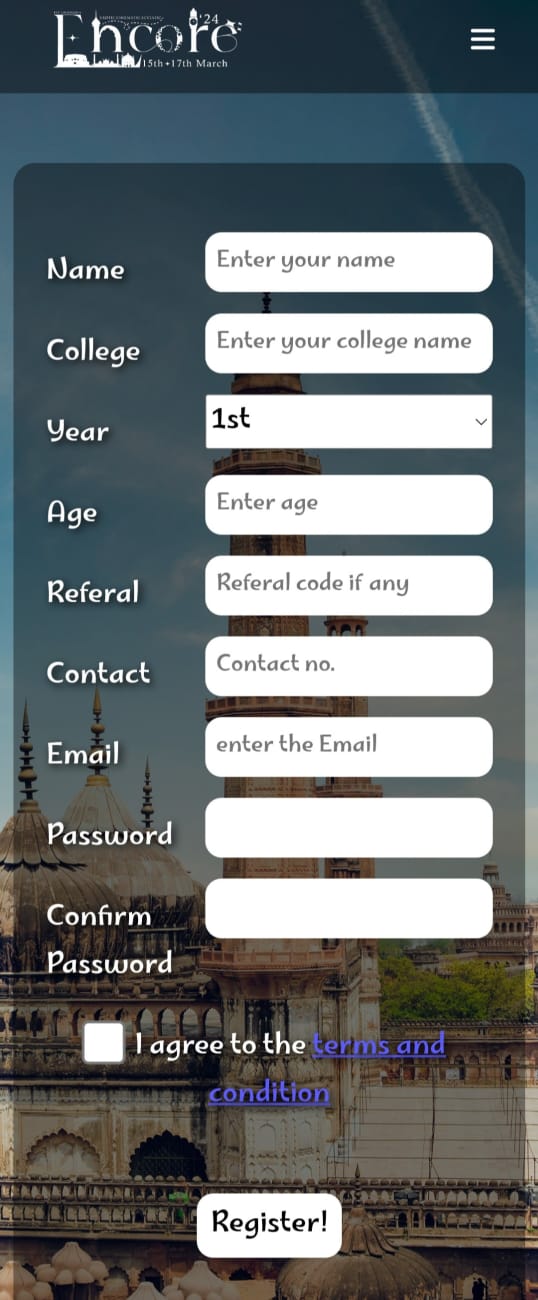 Encore '24
15th-17th March
Name
Enter your name
College
Enter your college name
Year
1st
Age
Enter age
Referal
Referal code if any
Contact
Contact no.
Email
enter the Email
Password
Confirm
Password
I agree to the terms and
condition
Register!